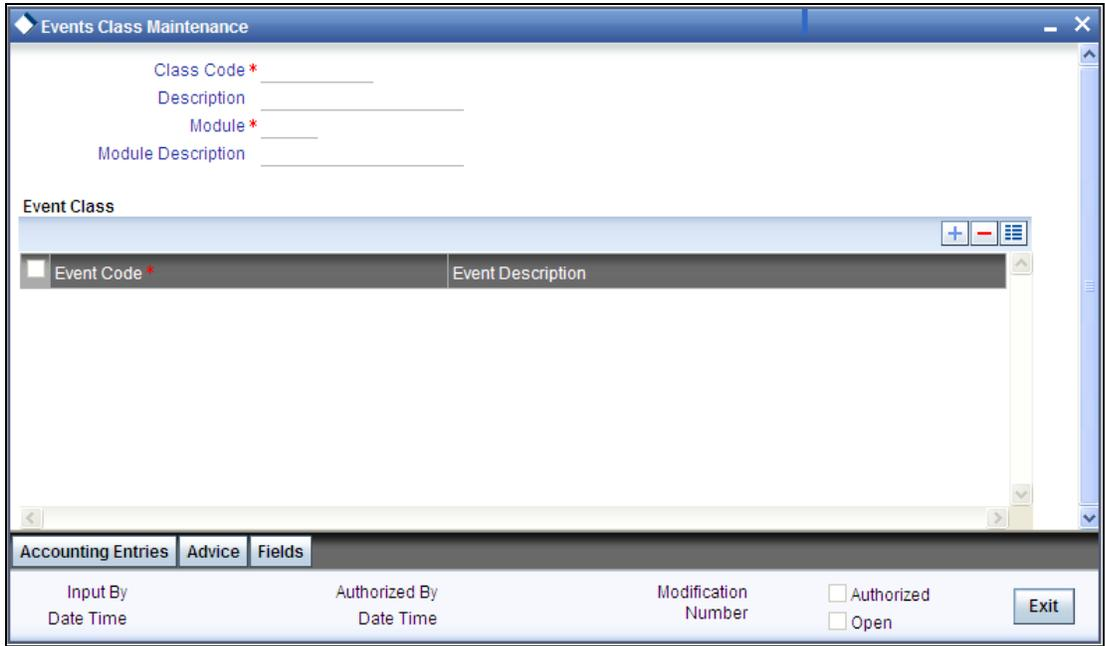 Events Class Maintenance
Class Code *
Description
Module *
Module Description
Event Class
Event Code *
Event Description
Accounting Entries
Advice
Fields
Input By
Date Time
Authorized By
Date Time
Modification
Number
Authorized
Open
Exit